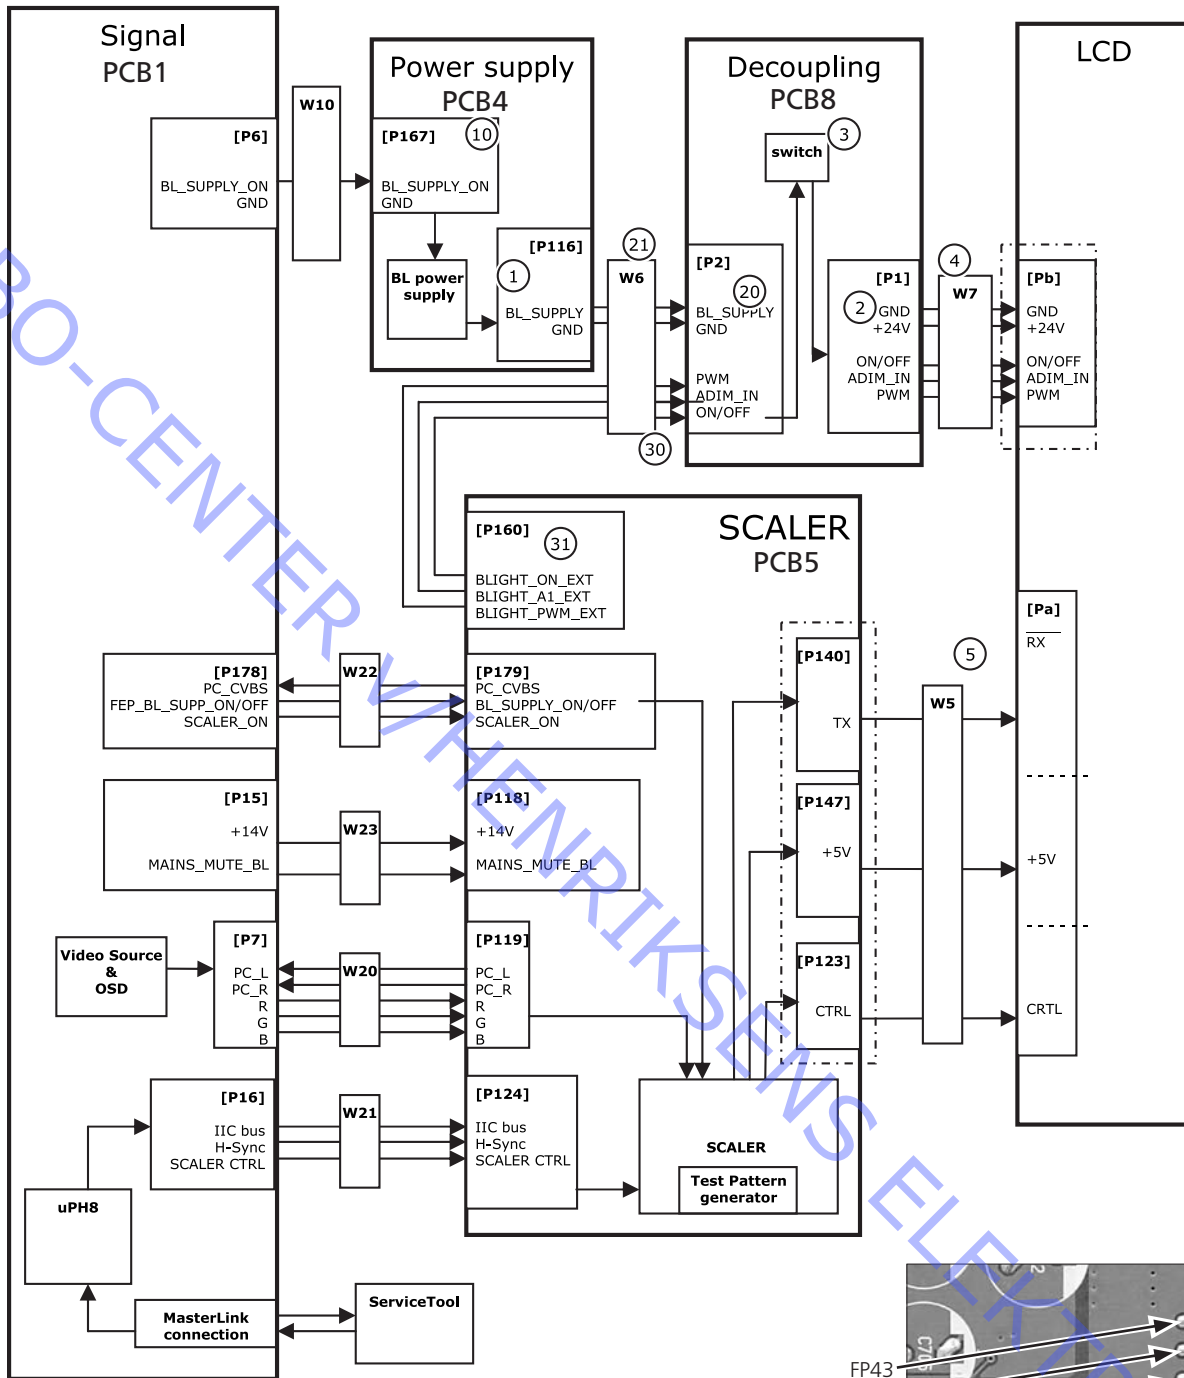 Signal
PCB1
W10
[P6]
BL_SUPPLY_ON
GND
Power supply
PCB4
[P167]
10
BL_SUPPLY_ON
GND
BL power
supply
[P116]
1
BL_SUPPLY
GND
21
W6
30
Decoupling
PCB8
switch
3
[P2]
20
BL_SUPPLY
GND
PWM
ADIM_IN
ON/OFF
[P1]
2
GND
+24V
ON/OFF
ADIM_IN
PWM
4
W7
LCD
[Pb]
GND
+24V
ON/OFF
ADIM_IN
PWM
SCALER
PCB5
[P160]
31
BLIGHT_ON_EXT
BLIGHT_A1_EXT
BLIGHT_PWM_EXT
[P178]
PC_CVBS
FEP_BL_SUPP_ON/OFF
SCALER_ON
W22
[P179]
PC_CVBS
BL_SUPPLY_ON/OFF
SCALER_ON
[P15]
+14V
MAINS_MUTE_BL
W23
[P118]
+14V
MAINS_MUTE_BL
Video Source
&
OSD
[P7]
PC_L
PC_R
R
G
B
W20
[P119]
PC_L
PC_R
R
G
B
[P16]
IIC bus
H-Sync
SCALER CTRL
W21
[P124]
IIC bus
H-Sync
SCALER CTRL
SCALER
Test Pattern
generator
[P140]
TX
[P147]
+5V
[P123]
CTRL
5
W5
[Pa]
RX
+5V
CRTL
uPH8
MasterLink
connection
ServiceTool
FP43
BO-CENTER V/HENRIKSENS ELEKTR